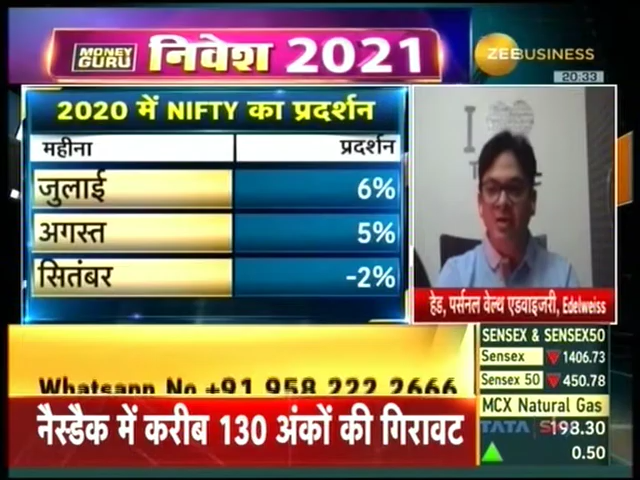 MONEY GURU निवेश 2021
ZEE BUSINESS
20:33
2020 में NIFTY का प्रदर्शन
महीना प्रदर्शन
जुलाई 6%
अगस्त 5%
सितंबर -2%
I
हेड, पर्सनल वेल्थ एडवाइजरी, Edelweiss
Whatsapp No +91 958 222 2666
नैस्डैक में करीब 130 अंकों की गिरावट
SENSEX & SENSEX50
Sensex ▼ 1406.73
Sensex 50 ▼ 450.78
MCX Natural Gas
TATA 198.30
▲ 0.50